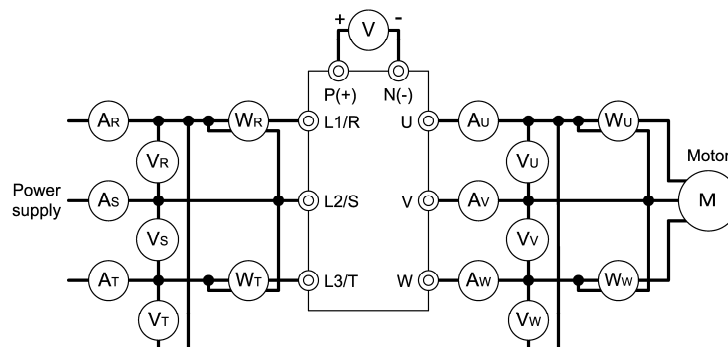 + V -
P(+) N(-)
AR WR L1/R U AU WU
VR VU Motor
Power supply AS L2/S V AV M
VS VV
AT WT L3/T W AW WW
VT VW